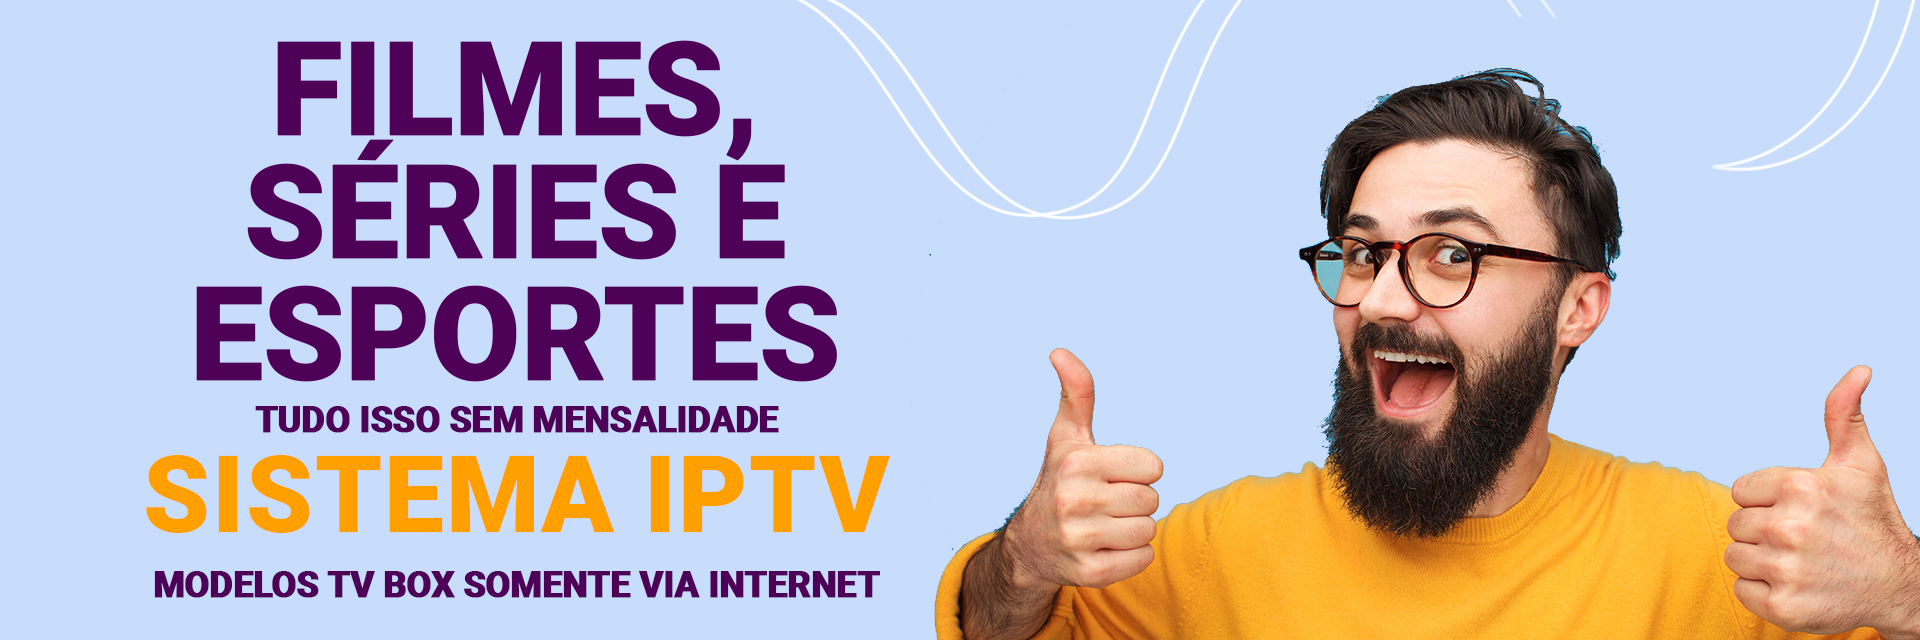 FILMES,
SÉRIES E
ESPORTES
TUDO ISSO SEM MENSALIDADE
SISTEMA IPTV
MODELOS TV BOX SOMENTE VIA INTERNET